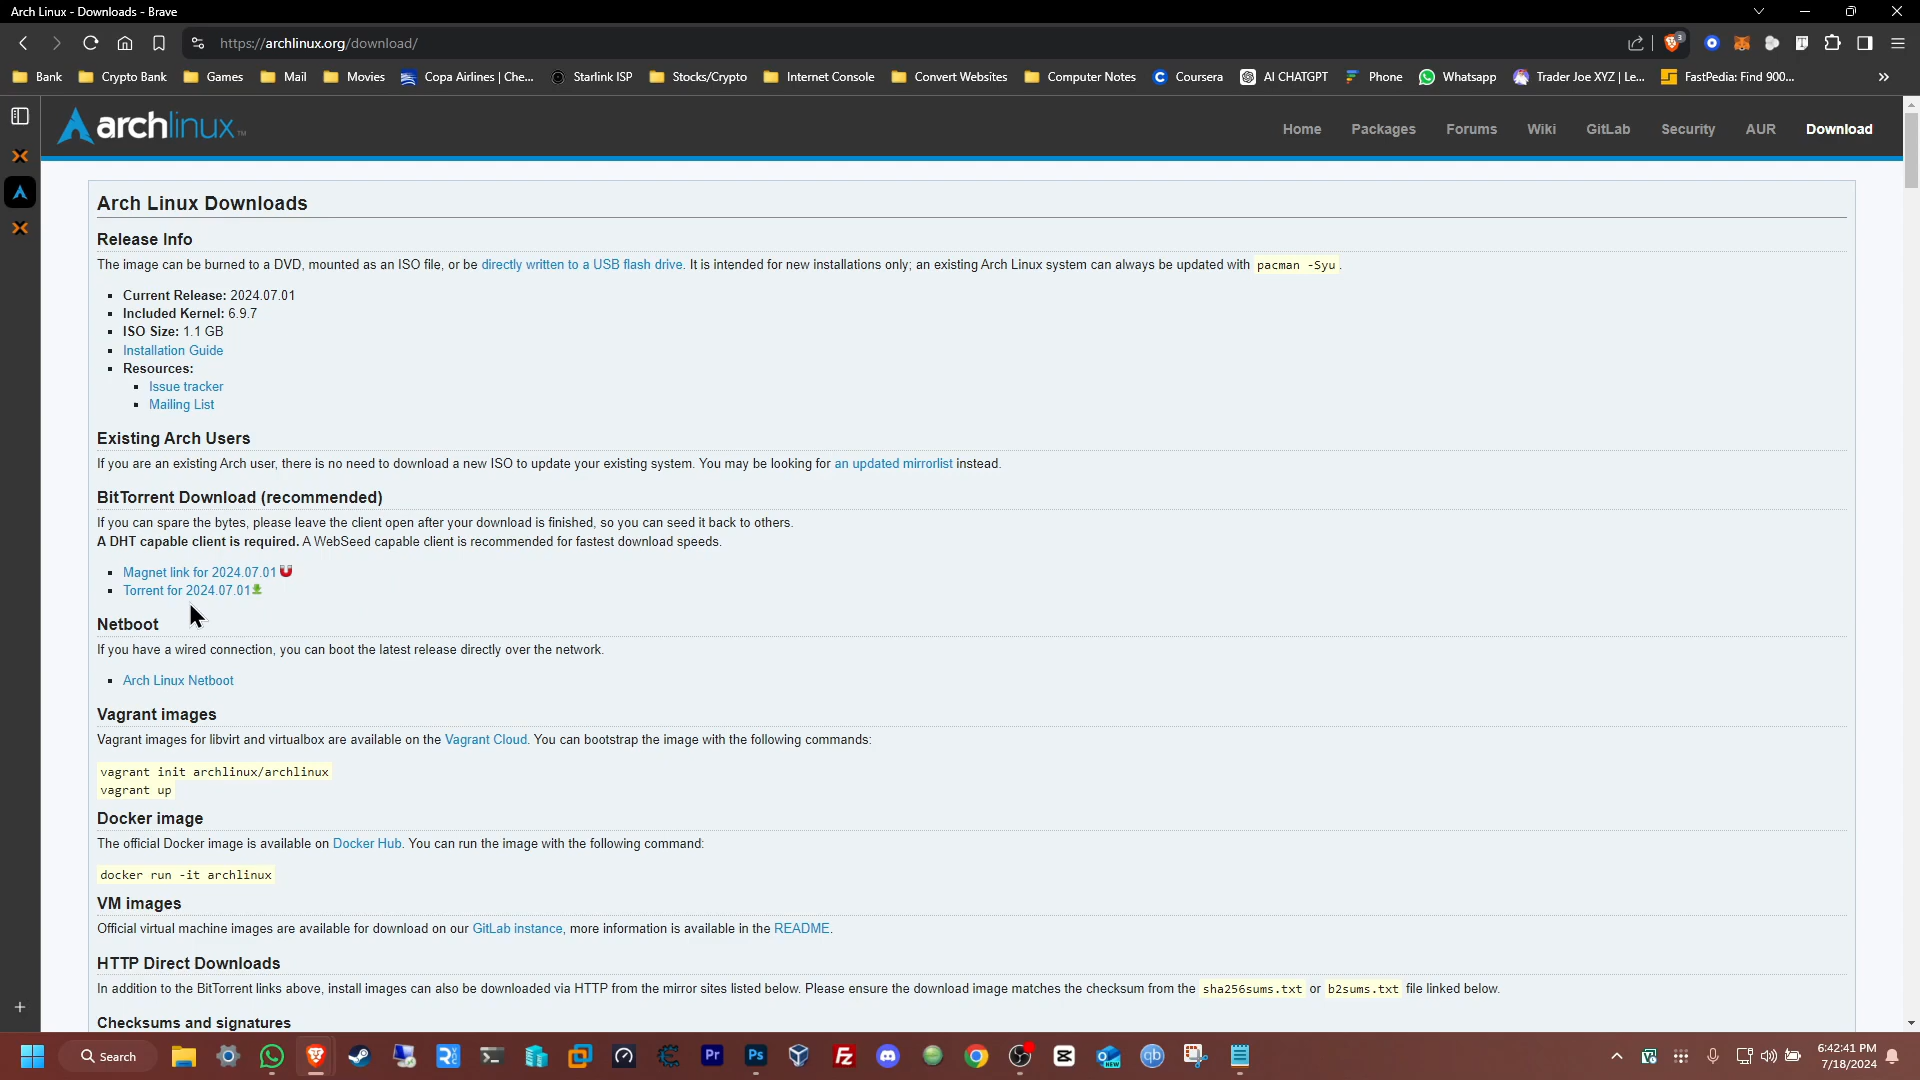 Arch Linux - Downloads - Brave
https://archlinux.org/download/
Bank Crypto Bank Games Mail Movies Copa Airlines | Che... Starlink ISP Stocks/Crypto Internet Console Convert Websites Computer Notes Coursera AI CHATGPT Phone Whatsapp Trader Joe XYZ | Le... FastPedia: Find 900...
archlinux™ Home Packages Forums Wiki GitLab Security AUR Download
Arch Linux Downloads
Release Info
The image can be burned to a DVD, mounted as an ISO file, or be directly written to a USB flash drive. It is intended for new installations only; an existing Arch Linux system can always be updated with pacman -Syu.
Current Release: 2024.07.01
Included Kernel: 6.9.7
ISO Size: 1.1 GB
Installation Guide
Resources:
Issue tracker
Mailing List
Existing Arch Users
If you are an existing Arch user, there is no need to download a new ISO to update your existing system. You may be looking for an updated mirrorlist instead.
BitTorrent Download (recommended)
If you can spare the bytes, please leave the client open after your download is finished, so you can seed it back to others.
A DHT capable client is required. A WebSeed capable client is recommended for fastest download speeds.
Magnet link for 2024.07.01
Torrent for 2024.07.01
Netboot
If you have a wired connection, you can boot the latest release directly over the network.
Arch Linux Netboot
Vagrant images
Vagrant images for libvirt and virtualbox are available on the Vagrant Cloud. You can bootstrap the image with the following commands:
vagrant init archlinux/archlinux
vagrant up
Docker image
The official Docker image is available on Docker Hub. You can run the image with the following command:
docker run -it archlinux
VM images
Official virtual machine images are available for download on our GitLab instance, more information is available in the README.
HTTP Direct Downloads
In addition to the BitTorrent links above, install images can also be downloaded via HTTP from the mirror sites listed below. Please ensure the download image matches the checksum from the sha256sums.txt or b2sums.txt file linked below.
Checksums and signatures
Search
6:42:41 PM
7/18/2024